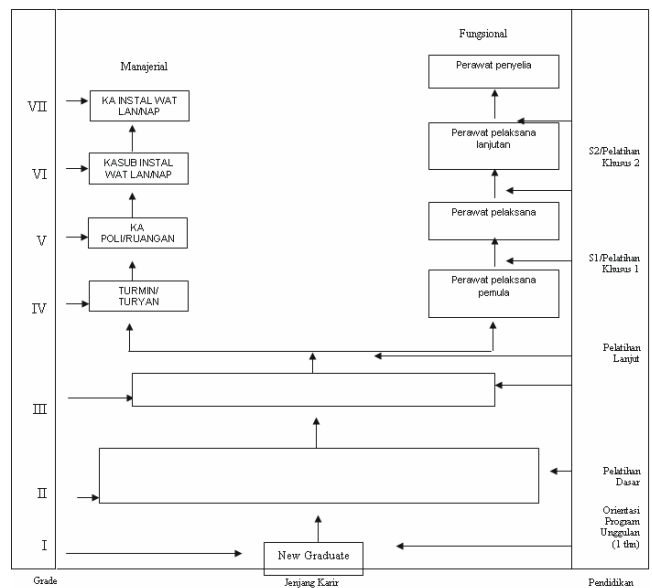 Fungsional
Manajerial
Perawat penyelia
VII
KA INSTAL WAT
LAN/NAP
Perawat pelaksana
lanjutan
S2/Pelatihan
Khusus 2
VI
KASUB INSTAL
WAT LAN/NAP
Perawat pelaksana
V
KA
POLI/RUANGAN
S1/Pelatihan
Khusus 1
IV
TURMIN/
TURYAN
Perawat pelaksana
pemula
Pelatihan
Lanjut
III
Pelatihan
Dasar
II
Orientasi
Program
Unggulan
(1 thn)
I
New Graduate
Grade
Jenjang Karir
Pendidikan